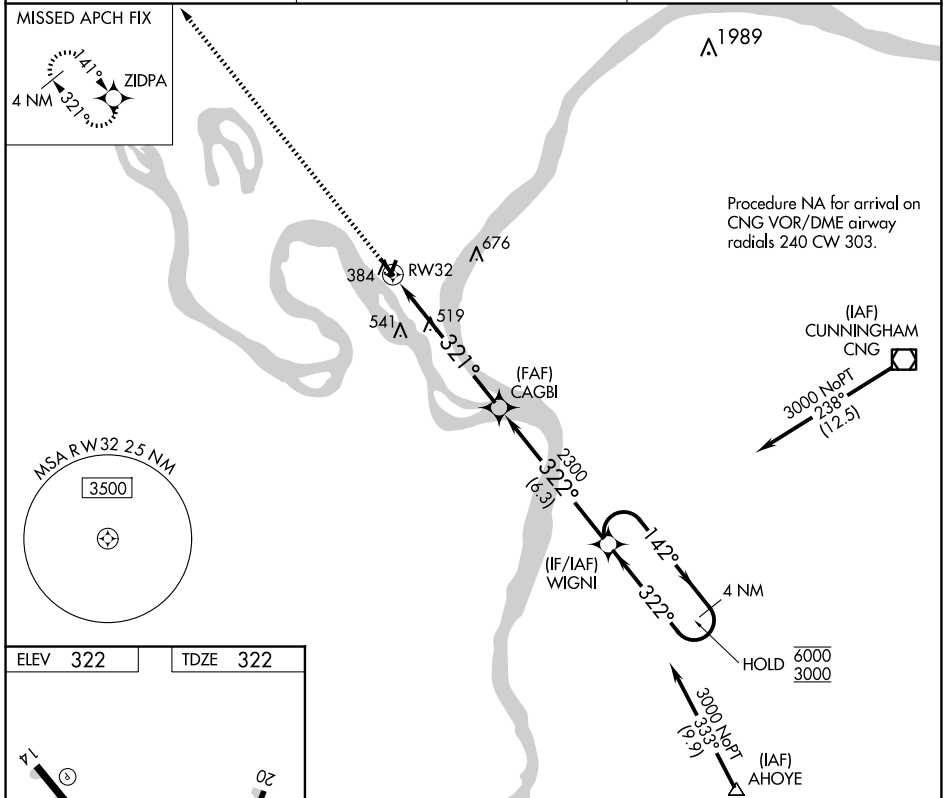 MISSED APCH FIX
141°
ZIDPA
4 NM
321°
1989
Procedure NA for arrival on
CNG VOR/DME airway
radials 240 CW 303.
676
384
RW32
541
519
321°
(IAF)
CUNNINGHAM
CNG
3000 NoPT
238°
(12.5)
(FAF)
CAGBI
2300
322°
(6.3)
MSA RW32 25 NM
3500
(IF/IAF)
WIGNI
142°
322°
4 NM
HOLD
6000
3000
3000 NoPT
333°
(9.9)
(IAF)
AHOYE
ELEV 322
TDZE 322
14
P
20